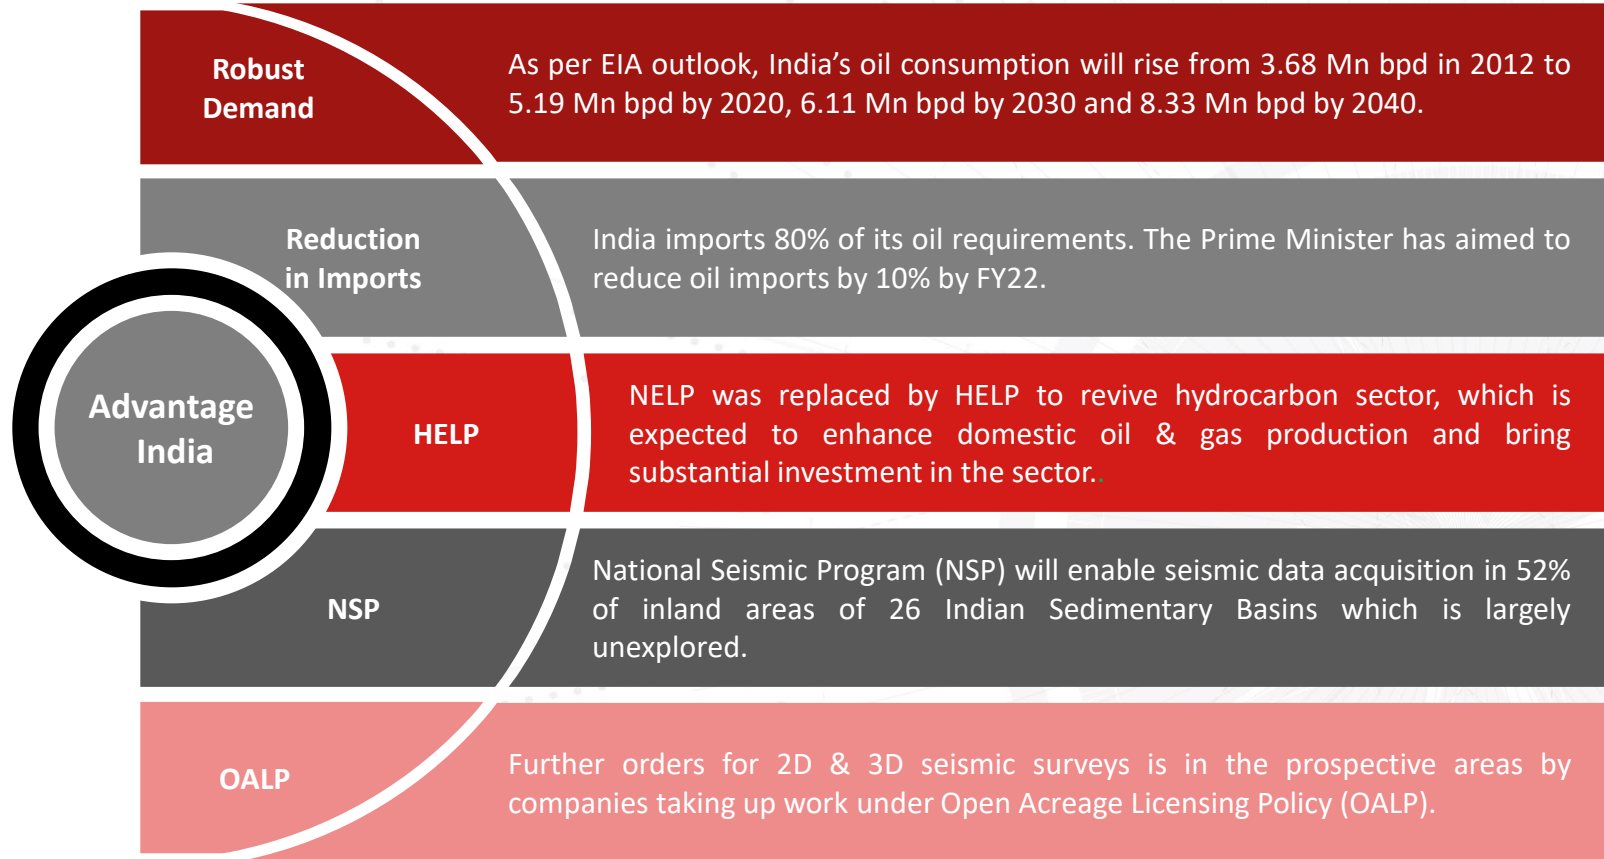 Robust
Demand
As per EIA outlook, India’s oil consumption will rise from 3.68 Mn bpd in 2012 to
5.19 Mn bpd by 2020, 6.11 Mn bpd by 2030 and 8.33 Mn bpd by 2040.
Reduction
in Imports
India imports 80% of its oil requirements. The Prime Minister has aimed to
reduce oil imports by 10% by FY22.
Advantage
India
HELP
NELP was replaced by HELP to revive hydrocarbon sector, which is
expected to enhance domestic oil & gas production and bring
substantial investment in the sector..
NSP
National Seismic Program (NSP) will enable seismic data acquisition in 52%
of inland areas of 26 Indian Sedimentary Basins which is largely
unexplored.
OALP
Further orders for 2D & 3D seismic surveys is in the prospective areas by
companies taking up work under Open Acreage Licensing Policy (OALP).